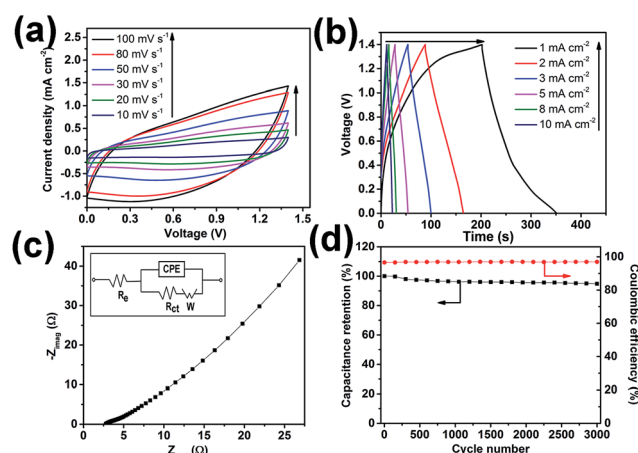 (a)
100 mV s⁻¹
80 mV s⁻¹
50 mV s⁻¹
30 mV s⁻¹
20 mV s⁻¹
10 mV s⁻¹
Current density (mA cm⁻²)
2.5
2.0
1.5
1.0
0.5
0.0
-0.5
-1.0
0.0 0.3 0.6 0.9 1.2 1.5
Voltage (V)
(b)
1 mA cm⁻²
2 mA cm⁻²
3 mA cm⁻²
5 mA cm⁻²
8 mA cm⁻²
10 mA cm⁻²
Voltage (V)
1.4
1.2
1.0
0.8
0.6
0.4
0.2
0.0
0 100 200 300 400
Time (s)
(c)
CPE
Re
Rct W
-Zimag (Ω)
-40
-30
-20
-10
0
0 5 10 15 20 25
Z (Ω)
(d)
Capacitance retention (%)
120
100
80
60
40
20
0
100
80
60
40
20
0
Coulombic efficiency (%)
0 500 1000 1500 2000 2500 3000
Cycle number